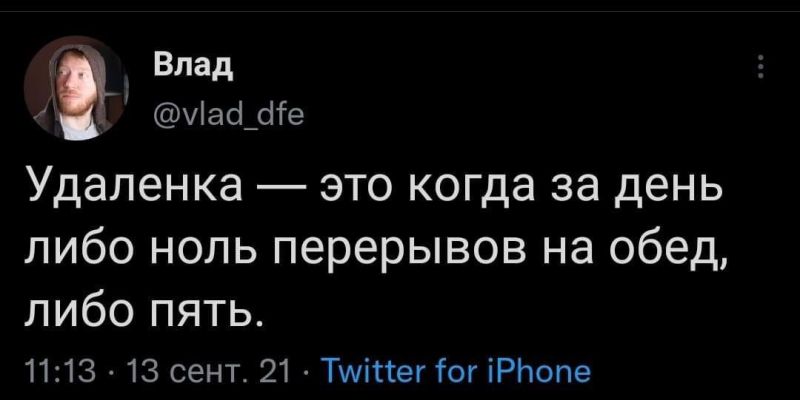 Влад
@vlad_dfe
Удаленка — это когда за день
либо ноль перерывов на обед,
либо пять.
11:13 · 13 сент. 21 · Twitter for iPhone